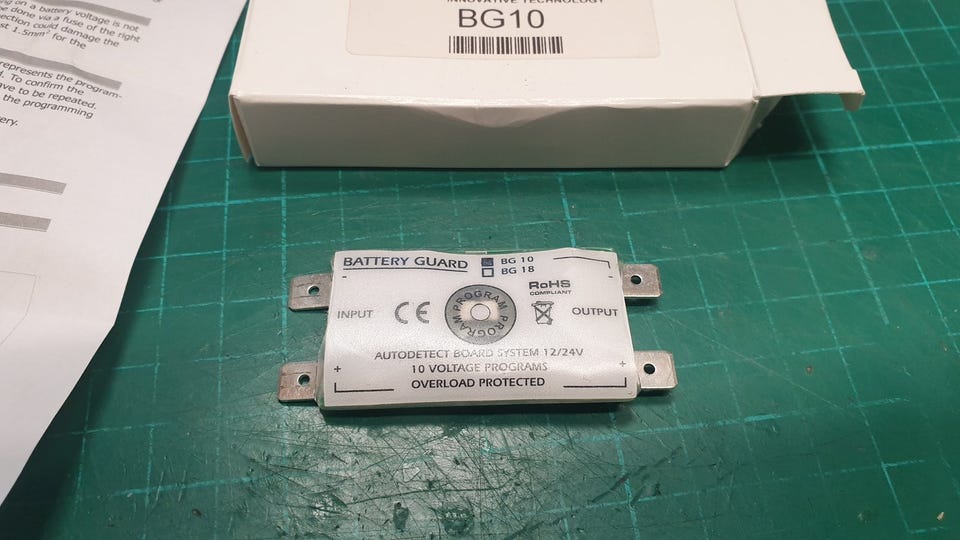 ng on a battery voltage is not
be done via a fuse of the right
ection could damage the
st 1.5mm² for the
represents the program-
d. To confirm the
ave to be repeated.
the programming
ery.
INNOVATIVE TECHNOLOGY
BG10
BATTERY GUARD
BG 10
BG 18
-
-
RoHS
COMPLIANT
INPUT
CE
PROGRAM PROGRAM
OUTPUT
AUTODETECT BOARD SYSTEM 12/24V
+
10 VOLTAGE PROGRAMS
+
OVERLOAD PROTECTED